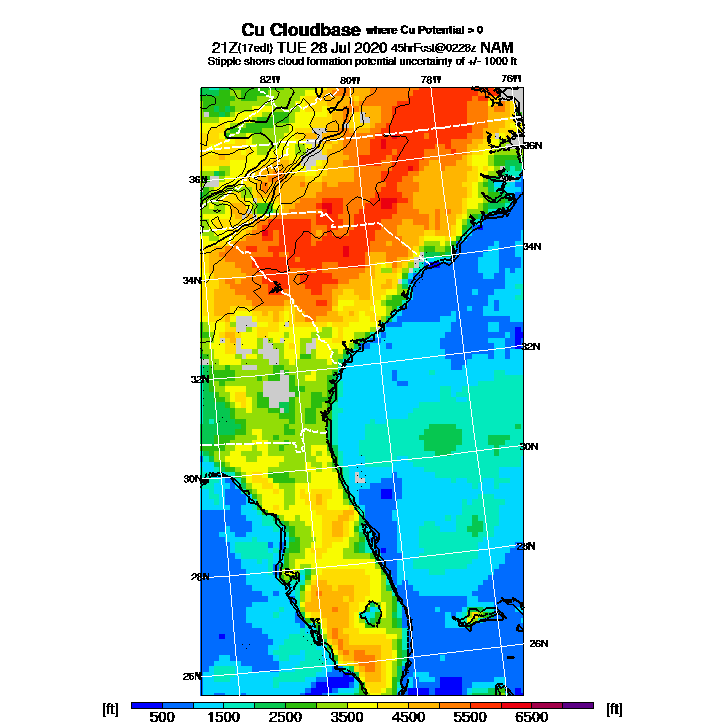 Cu Cloudbase where Cu Potential > 0
21Z(17edt) TUE 28 Jul 2020 45hrFcst@0228z NAM
Stipple shows cloud formation potential uncertainty of +/- 1000 ft
82W 80W 78W 76W
36N
36N
34N
34N
32N
32N
30N
30N
28N
28N
26N
26N
[ft] 500 1500 2500 3500 4500 5500 6500 [ft]